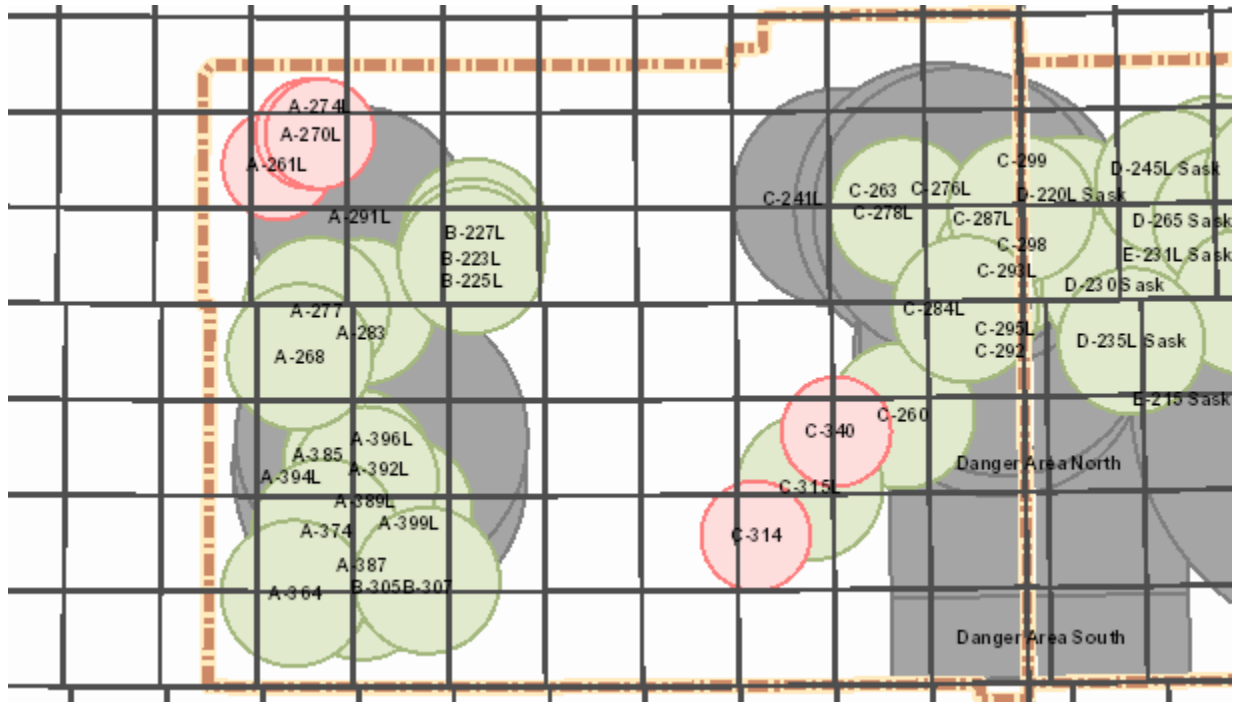 A-274L
A-270L
A-261L
A-291L
B-227L
B-223L
B-225L
A-277
A-283
A-268
A-396L
A-385
A-392L
A-394L
A-389L
A-399L
A-374
A-387
B-305B-307
A-364
C-299
D-245L Sask
C-263
C-276L
D-220L Sask
C-241L
C-278L
C-287L
D-265 Sask
C-298
E-231L Sask
C-293L
D-230 Sask
C-284L
C-295L
D-235L Sask
C-292
E-215 Sask
C-260
C-340
Danger Area North
C-315L
C-314
Danger Area South